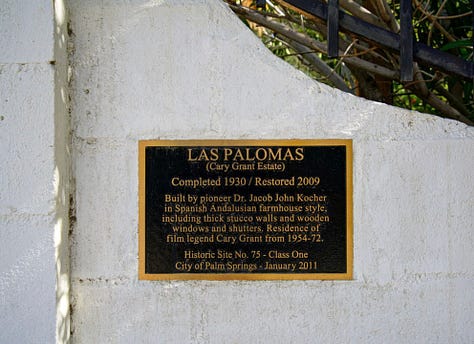 LAS PALOMAS
(Cary Grant Estate)
Completed 1930 / Restored 2009
Built by pioneer Dr. Jacob John Kocher
in Spanish Andalusian farmhouse style,
including thick stucco walls and wooden
windows and shutters. Residence of
film legend Cary Grant from 1954-72.
Historic Site No. 75 - Class One
City of Palm Springs - January 2011